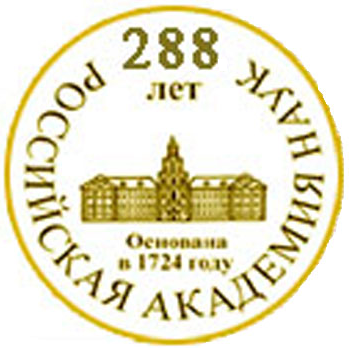 288
лет
РОССИЙСКАЯ АКАДЕМИЯ НАУК
Основана
в 1724 году